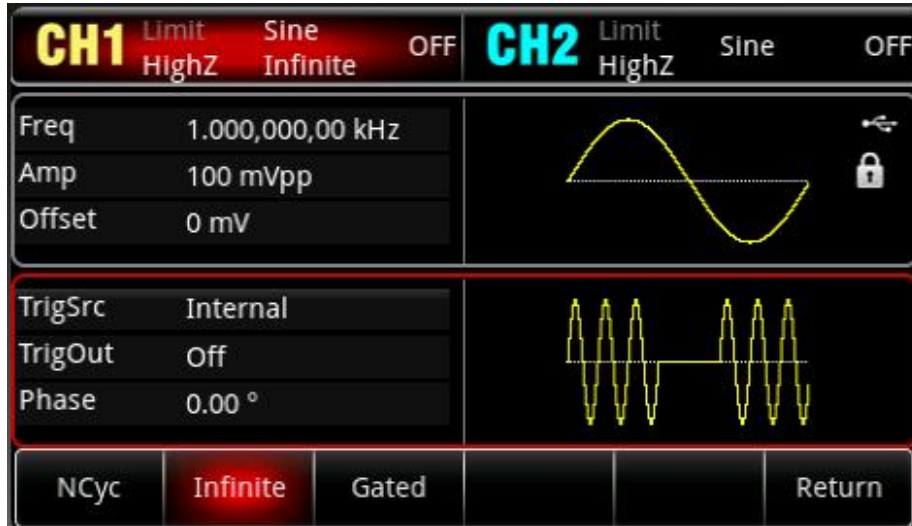 CH1 Limit Sine OFF CH2 Limit Sine OFF
HighZ Infinite HighZ
Freq 1.000,000,00 kHz
Amp 100 mVpp
Offset 0 mV
TrigSrc Internal
TrigOut Off
Phase 0.00 °
NCyc Infinite Gated Return